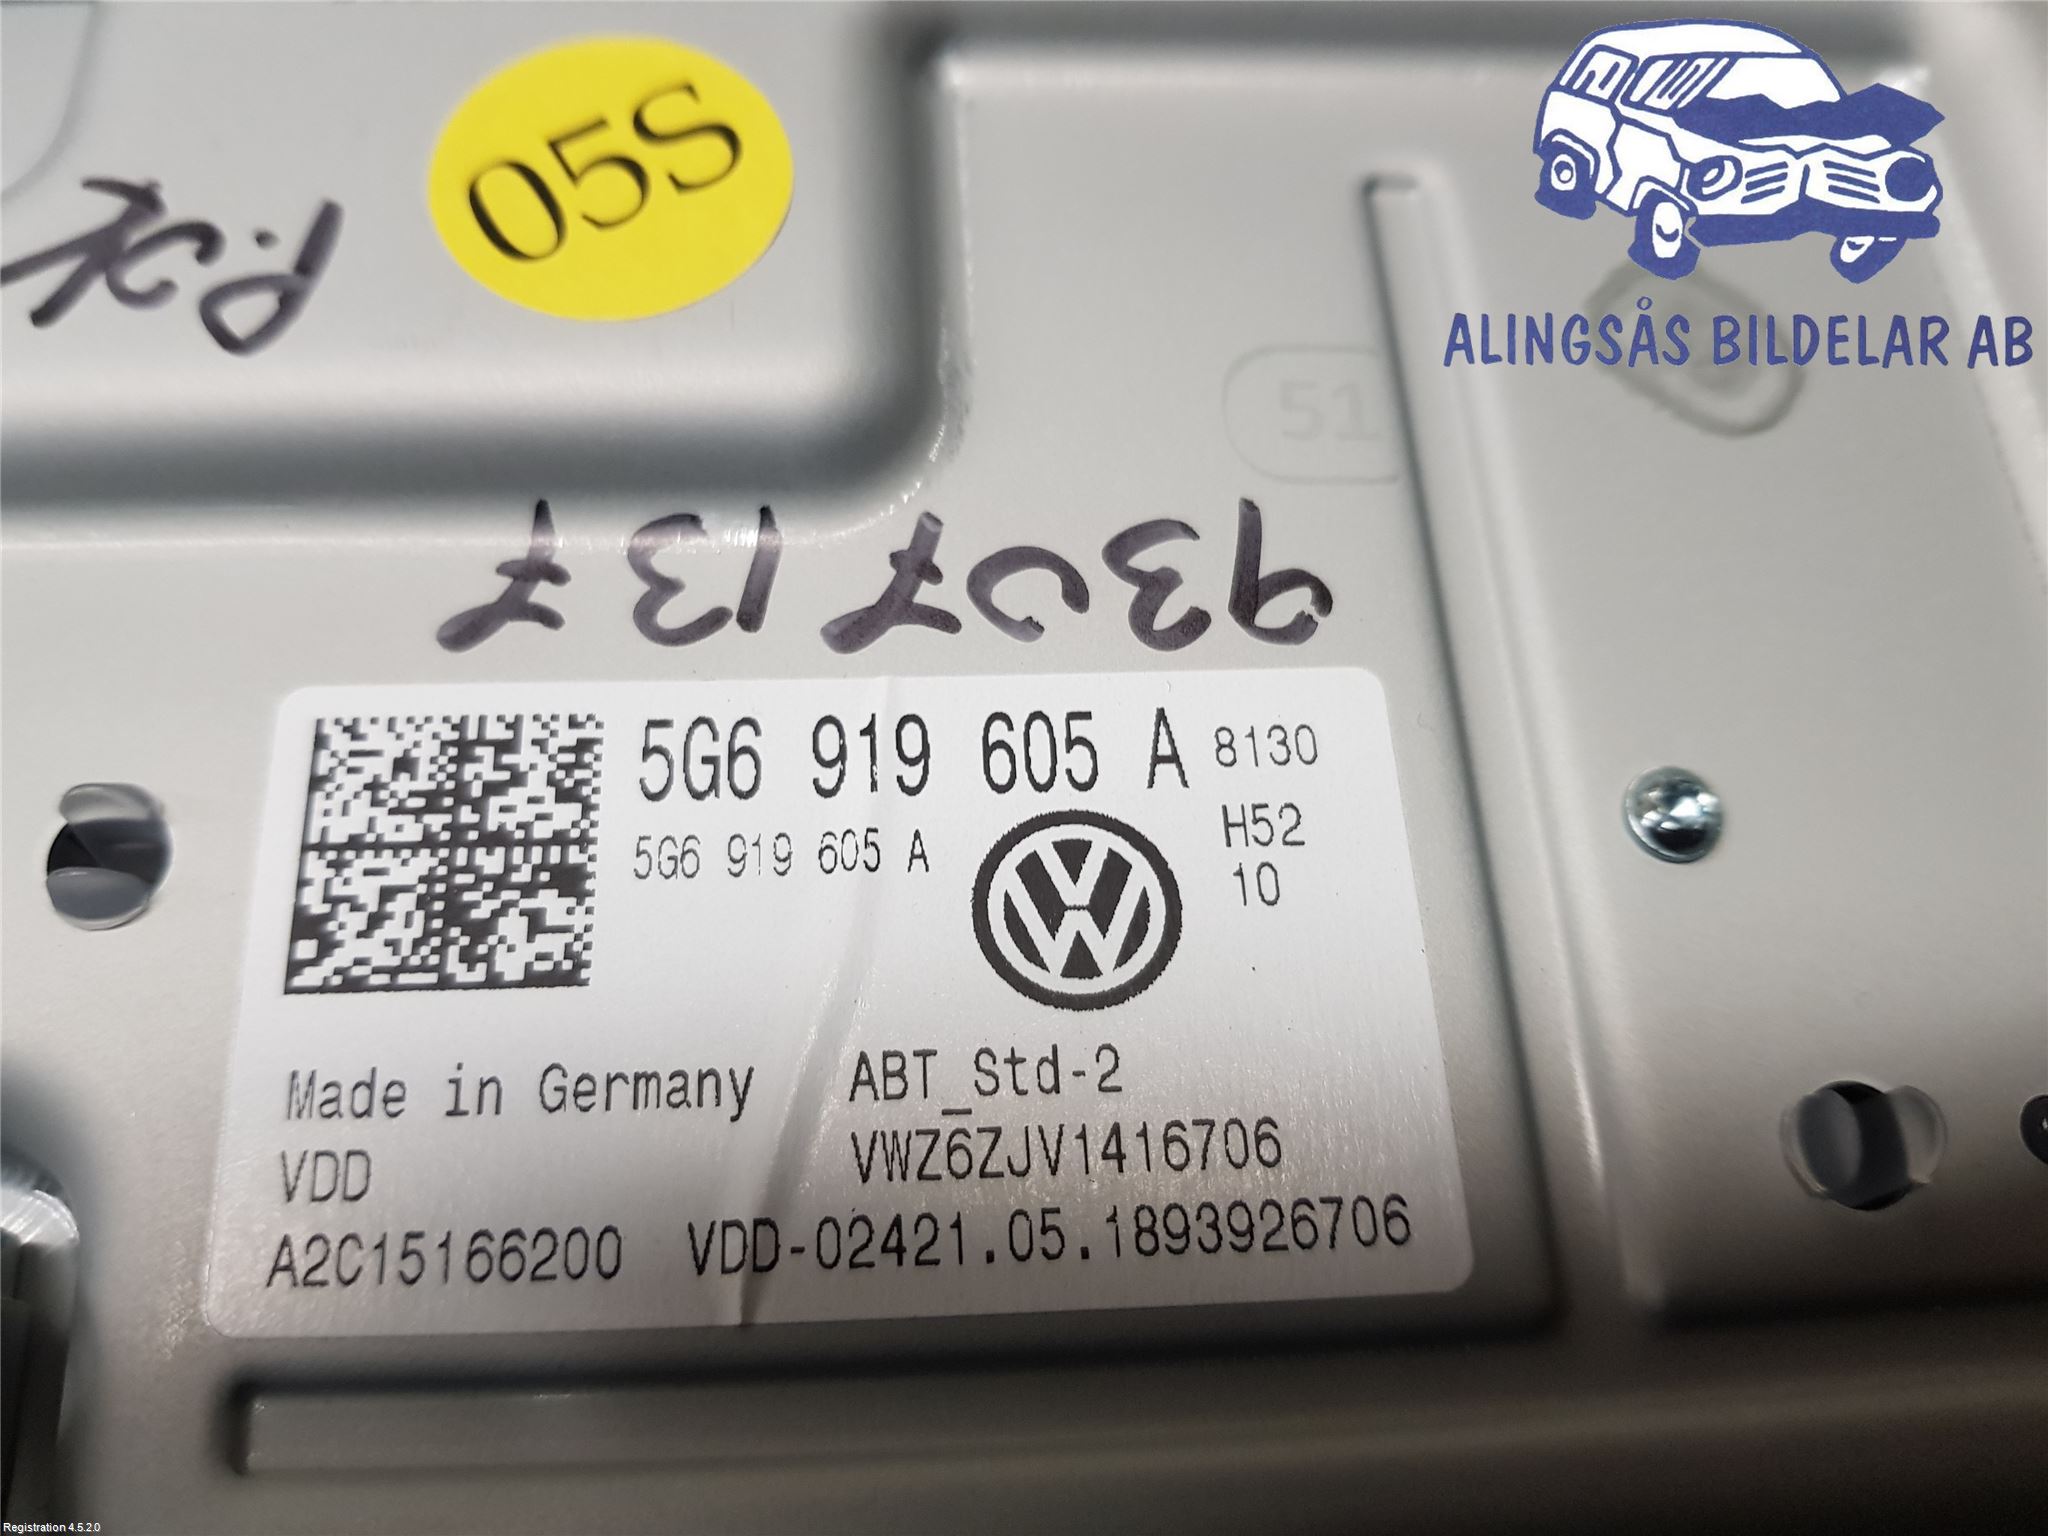 05S
ALINGSÅS BILDELAR AB
51
9307137
5G6 919 605 A 8130
5G6 919 605 A H52
10
Made in Germany ABT_Std-2
VDD VWZ6ZJV1416706
A2C15166200 VDD-02421.05.1893926706
Registration 4.5.2.0